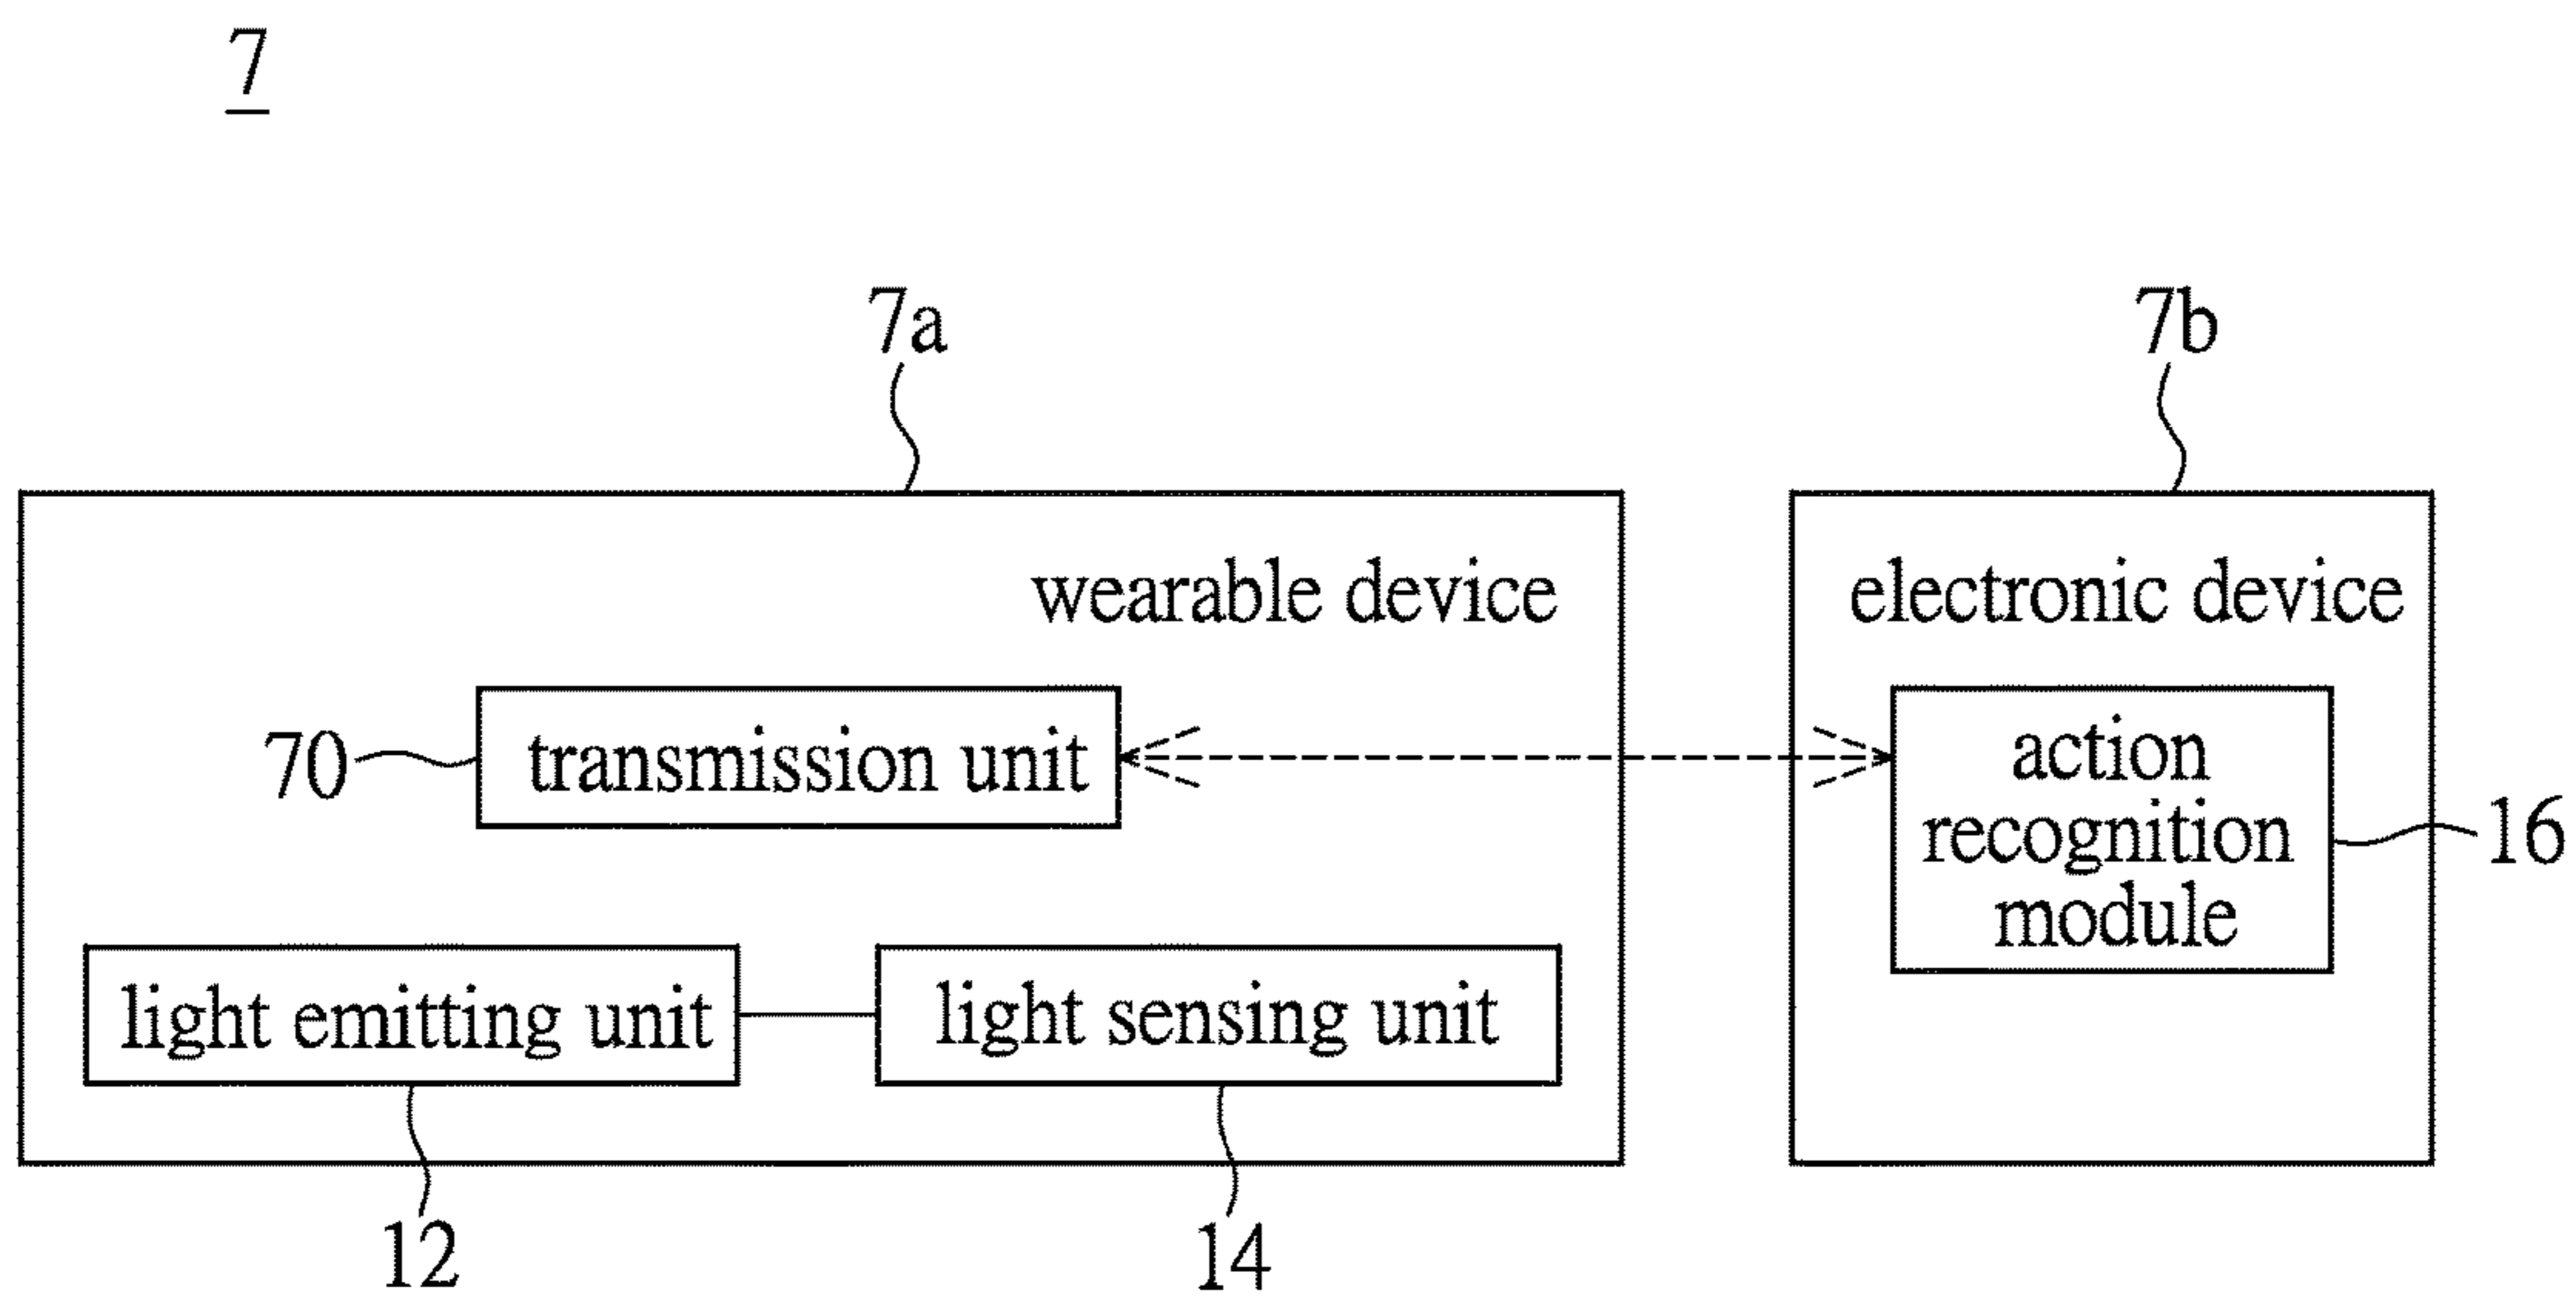 7
7a
7b
wearable device
electronic device
70
transmission unit
action
recognition
module
16
light emitting unit
light sensing unit
12
14